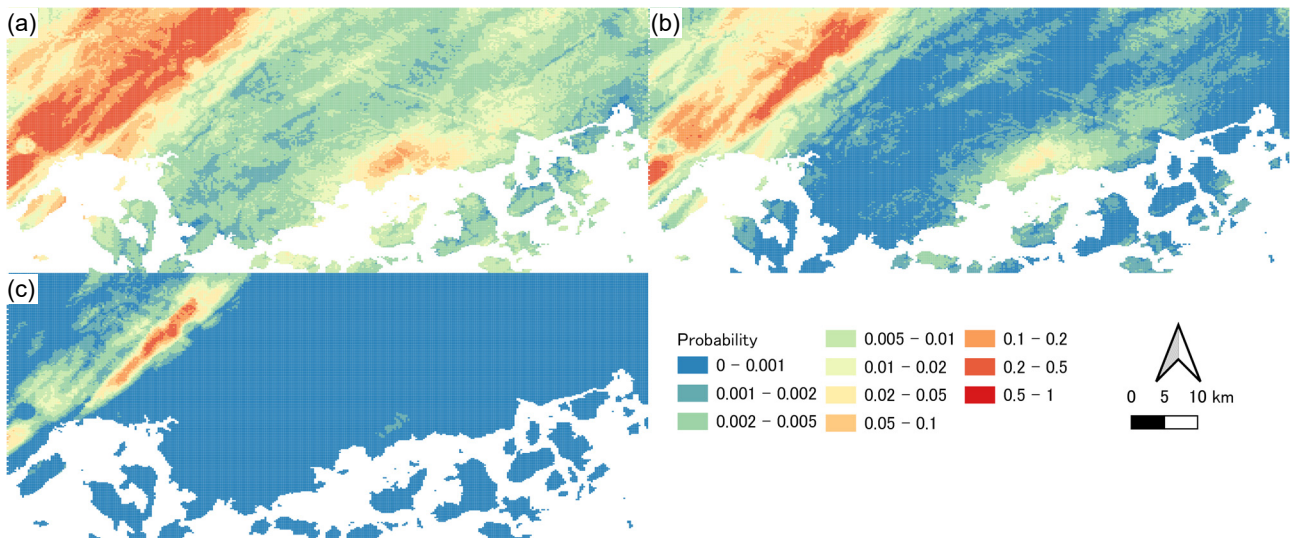 (a)
(b)
(c)
Probability
0 – 0.001
0.001 – 0.002
0.002 – 0.005
0.005 – 0.01
0.01 – 0.02
0.02 – 0.05
0.05 – 0.1
0.1 – 0.2
0.2 – 0.5
0.5 – 1
0 5 10 km